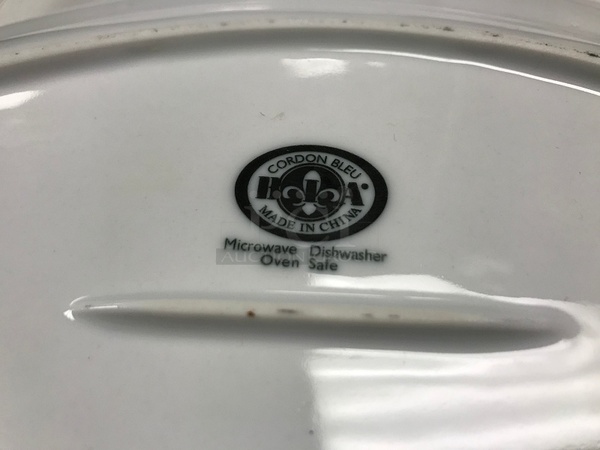 CORDON BLEU
BIA®
MADE IN CHINA
Microwave Dishwasher
Oven Safe